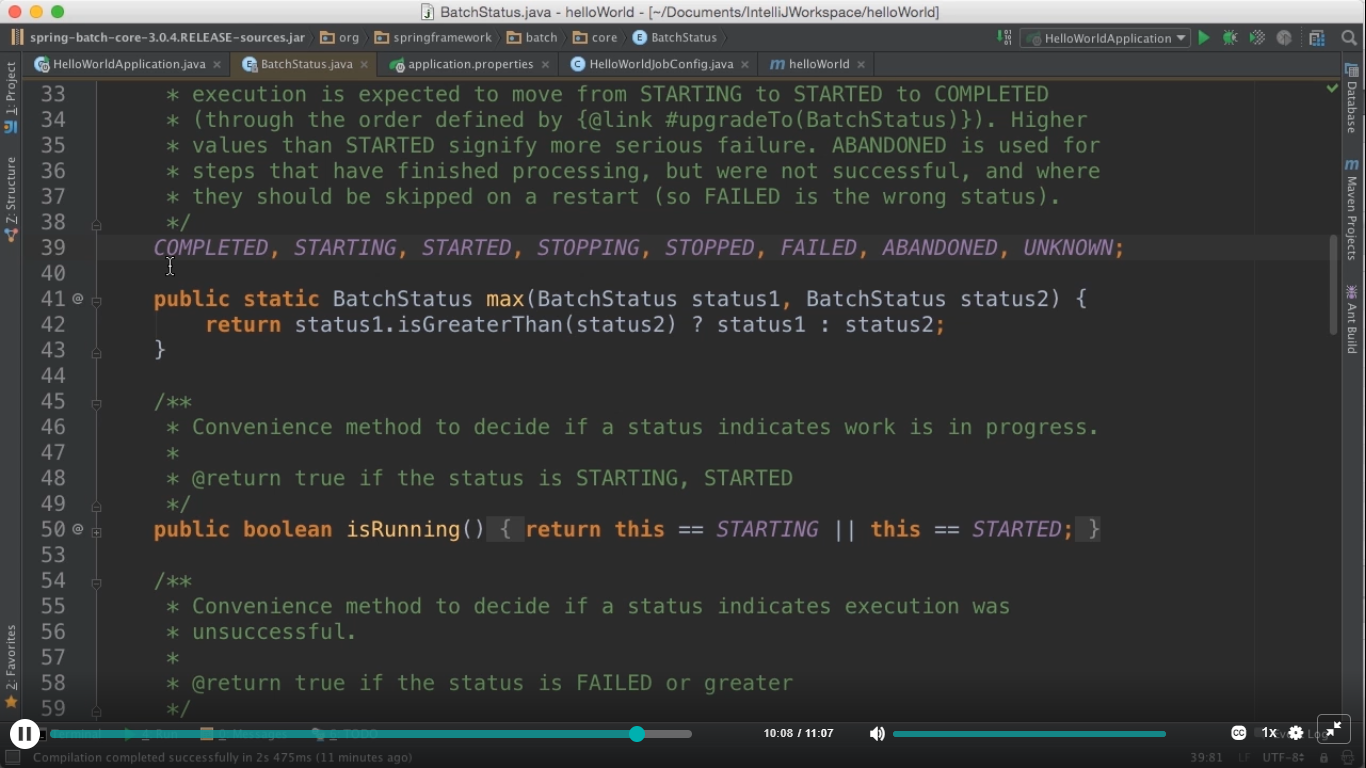 BatchStatus.java - helloWorld - [~/Documents/IntelliJWorkspace/helloWorld]
spring-batch-core-3.0.4.RELEASE-sources.jar org springframework batch core BatchStatus HelloWorldApplication
HelloWorldApplication.java BatchStatus.java application.properties HelloWorldJobConfig.java m helloWorld
1: Project
Z: Structure
2: Favorites
33 * execution is expected to move from STARTING to STARTED to COMPLETED
34 * (through the order defined by {@link #upgradeTo(BatchStatus)}). Higher
35 * values than STARTED signify more serious failure. ABANDONED is used for
36 * steps that have finished processing, but were not successful, and where
37 * they should be skipped on a restart (so FAILED is the wrong status).
38 */
39 COMPLETED, STARTING, STARTED, STOPPING, STOPPED, FAILED, ABANDONED, UNKNOWN;
40
41 @ public static BatchStatus max(BatchStatus status1, BatchStatus status2) {
42 return status1.isGreaterThan(status2) ? status1 : status2;
43 }
44
45 /**
46 * Convenience method to decide if a status indicates work is in progress.
47 *
48 * @return true if the status is STARTING, STARTED
49 */
50 @ public boolean isRunning() { return this == STARTING || this == STARTED; }
53
54 /**
55 * Convenience method to decide if a status indicates execution was
56 * unsuccessful.
57 *
58 * @return true if the status is FAILED or greater
59 */
Database
m Maven Projects
Ant Build
10:08 / 11:07 CC 1x
Compilation completed successfully in 2s 475ms (11 minutes ago) 39:81 LF UTF-8